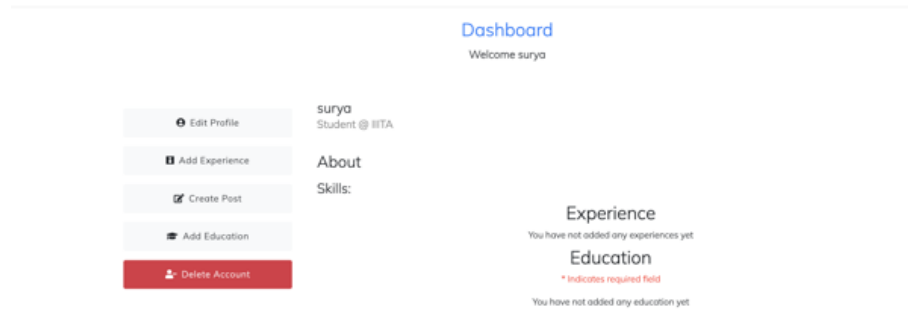 Dashboard
Welcome surya
Edit Profile
Add Experience
Create Post
Add Education
Delete Account
surya
Student @ IIITA
About
Skills:
Experience
You have not added any experiences yet
Education
* Indicates required field
You have not added any education yet